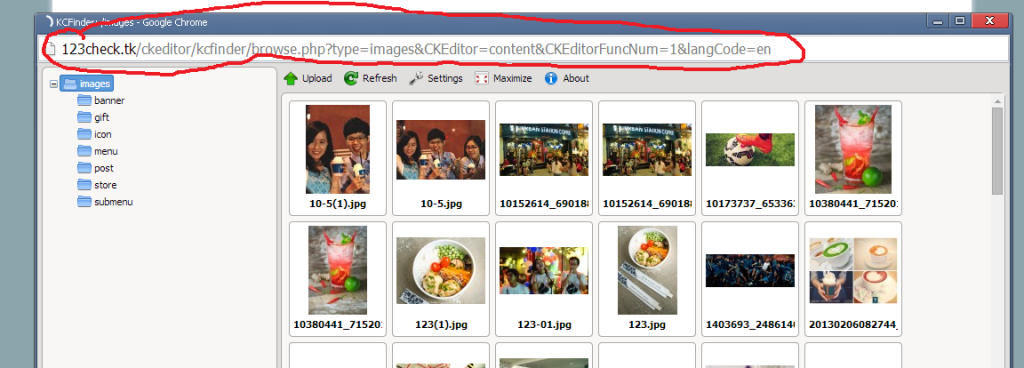 KCFinder: /images - Google Chrome
123check.tk/ckeditor/kcfinder/browse.php?type=images&CKEditor=content&CKEditorFuncNum=1&langCode=en
images
banner
gift
icon
menu
post
store
submenu
Upload Refresh Settings Maximize About
10-5(1).jpg 10-5.jpg 10152614_690188 10152614_690188 10173737_65336 10380441_71520
10380441_71520 123(1).jpg 123-01.jpg 123.jpg 1403693_248614 20130206082744_